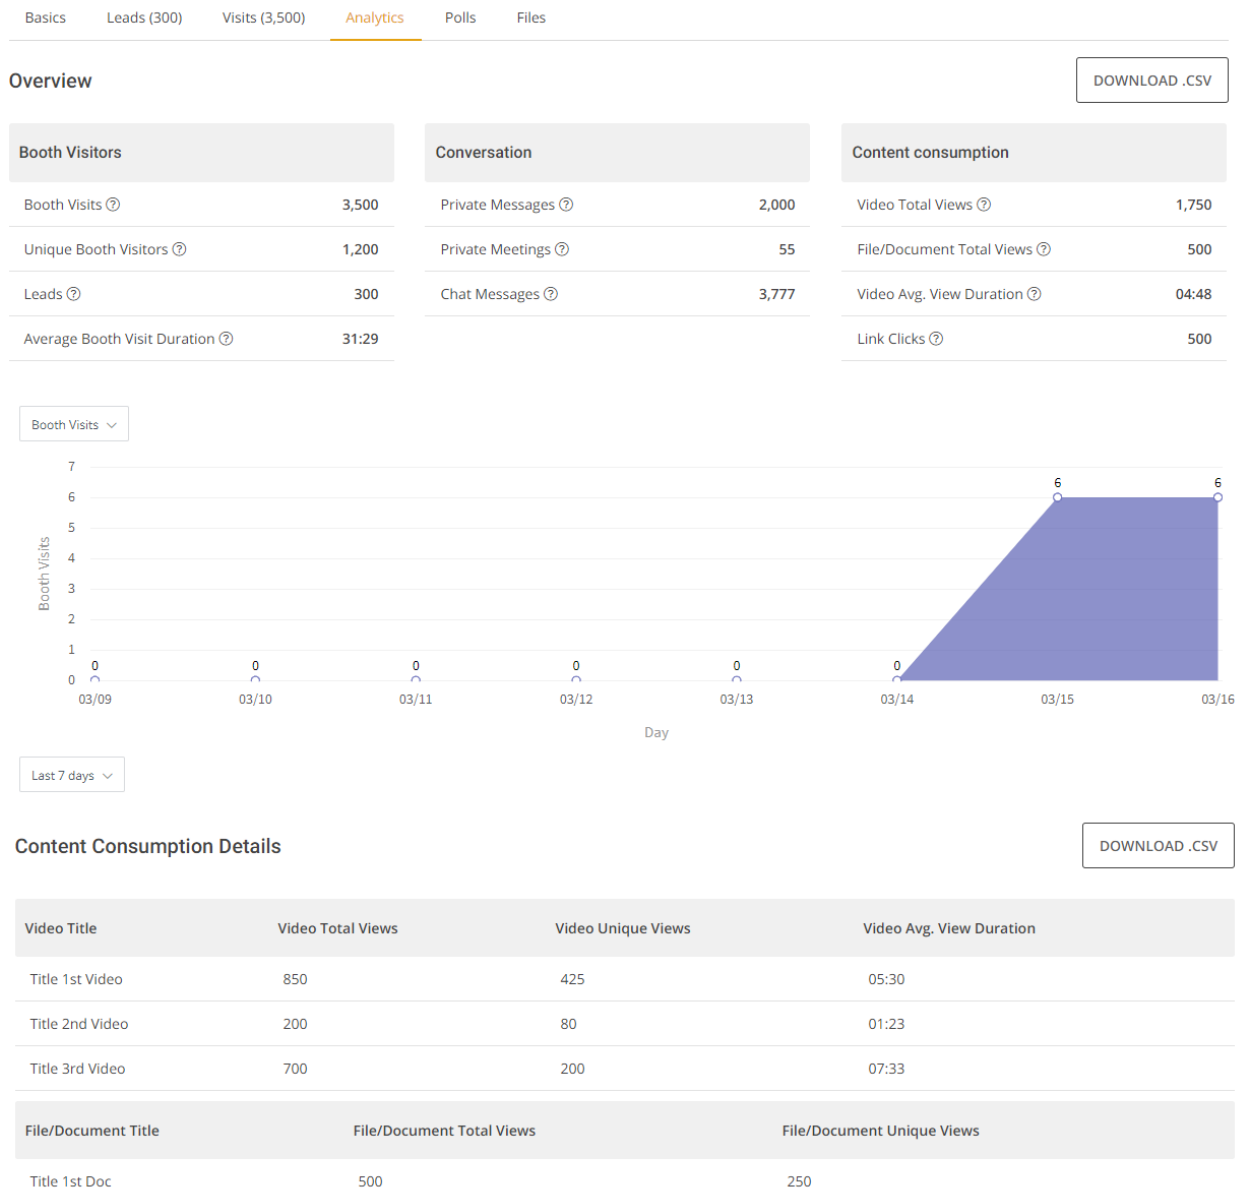 Basics Leads (300) Visits (3,500) Analytics Polls Files
Overview DOWNLOAD .CSV
Booth Visitors Conversation Content consumption
Booth Visits ? 3,500 Private Messages ? 2,000 Video Total Views ? 1,750
Unique Booth Visitors ? 1,200 Private Meetings ? 55 File/Document Total Views ? 500
Leads ? 300 Chat Messages ? 3,777 Video Avg. View Duration ? 04:48
Average Booth Visit Duration ? 31:29 Link Clicks ? 500
Booth Visits
7
6 6
6
5
4
Booth Visits
3
2
1
0 0 0 0 0 0
0
03/09 03/10 03/11 03/12 03/13 03/14 03/15 03/16
Day
Last 7 days
Content Consumption Details DOWNLOAD .CSV
Video Title Video Total Views Video Unique Views Video Avg. View Duration
Title 1st Video 850 425 05:30
Title 2nd Video 200 80 01:23
Title 3rd Video 700 200 07:33
File/Document Title File/Document Total Views File/Document Unique Views
Title 1st Doc 500 250